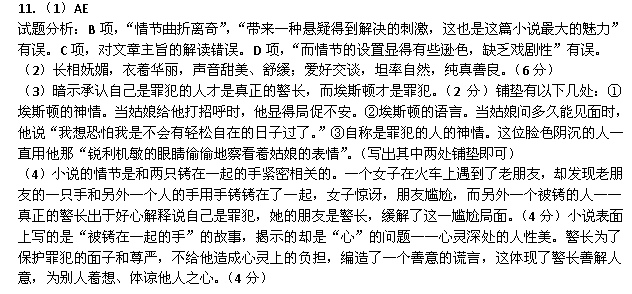 11. （1）AE
试题分析：B 项，“情节曲折离奇”，“带来一种悬疑得到解决的刺激，这也是这篇小说最大的魅力”
有误。C 项，对文章主旨的解读错误。D 项，“而情节的设置显得有些逊色，缺乏戏剧性”有误。
（2）长相妩媚，衣着华丽，声音甜美、舒缓；爱好交谈，坦率自然，纯真善良。（6 分）
（3）暗示承认自己是罪犯的人才是真正的警长，而埃斯顿才是罪犯。（2 分）铺垫有以下几处：①
埃斯顿的神情。当姑娘给他打招呼时，他显得局促不安。②埃斯顿的语言。当姑娘问多久能见面时，
他说“我想恐怕我是不会有轻松自在的日子过了。”③自称是罪犯的人的神情。这位脸色阴沉的人一
直用他那“锐利机敏的眼睛偷偷地察看着姑娘的表情”。（写出其中两处铺垫即可）
（4）小说的情节是和两只铐在一起的手紧密相关的。一个女子在火车上遇到了老朋友，却发现老朋
友的一只手和另外一个人的手用手铐铐在了一起，女子惊讶，朋友尴尬，而另外一个被铐的人——
真正的警长出于好心解释说自己是罪犯，她的朋友是警长，缓解了这一尴尬局面。（4 分）小说表面
上写的是“被铐在一起的手”的故事，揭示的却是“心”的问题——心灵深处的人性美。警长为了
保护罪犯的面子和尊严，不给他造成心灵上的负担，编造了一个善意的谎言，这体现了警长善解人
意，为别人着想、体谅他人之心。（4 分）